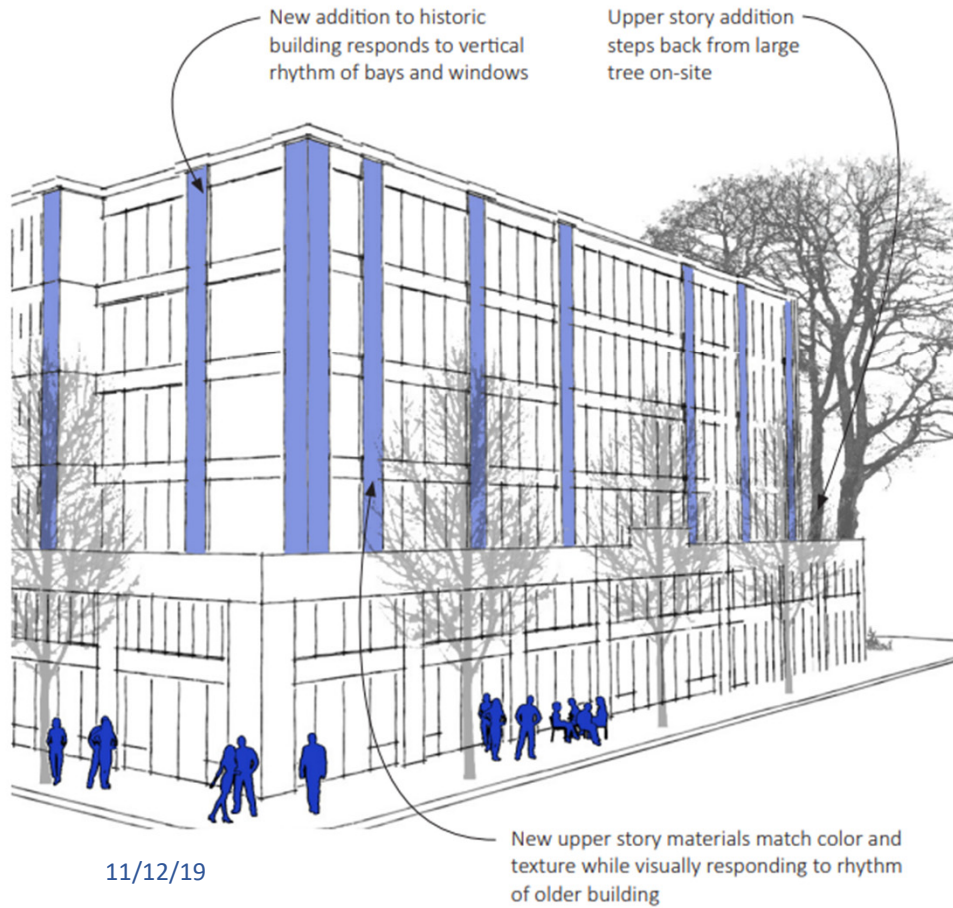 New addition to historic
building responds to vertical
rhythm of bays and windows
Upper story addition
steps back from large
tree on-site
New upper story materials match color and
texture while visually responding to rhythm
of older building
11/12/19